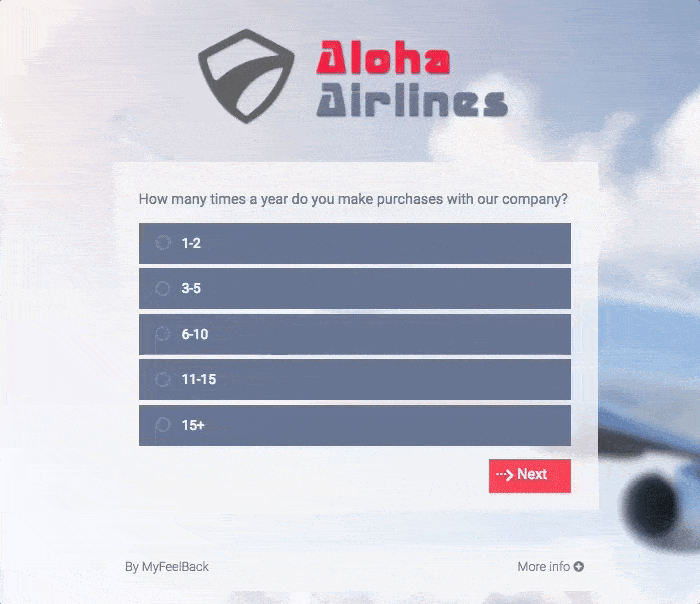 Aloha
Airlines
How many times a year do you make purchases with our company?
1-2
3-5
6-10
11-15
15+
Next
By MyFeelBack
More info